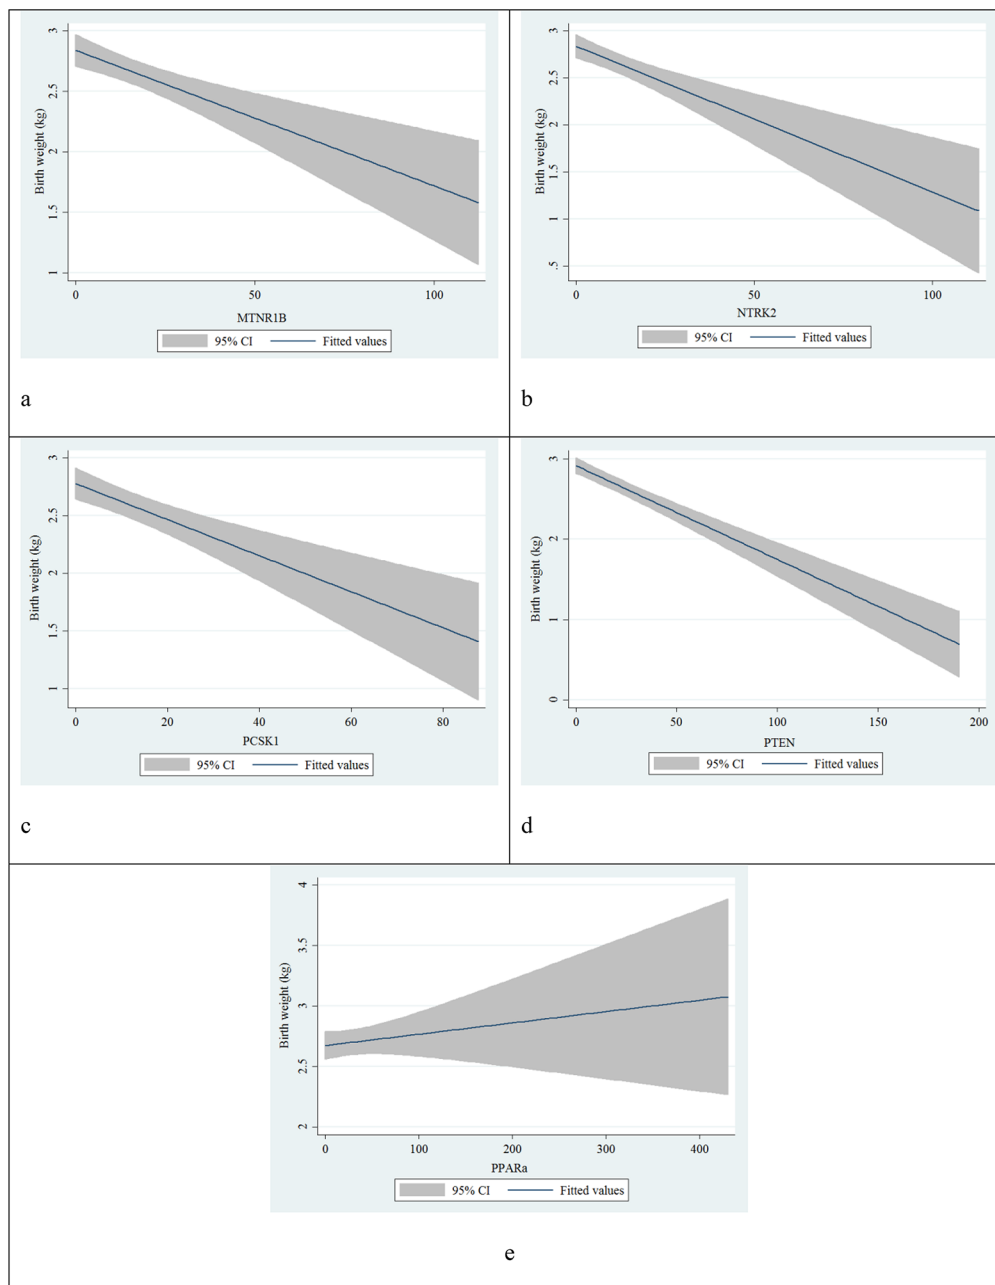 3
2.5
2
1.5
1
Birth weight (kg)
0 50 100
MTNR1B
95% CI Fitted values
a
3
2.5
2
1.5
1
.5
Birth weight (kg)
0 50 100
NTRK2
95% CI Fitted values
b
3
2.5
2
1.5
1
Birth weight (kg)
0 20 40 60 80
PCSK1
95% CI Fitted values
c
3
2
1
0
Birth weight (kg)
0 50 100 150 200
PTEN
95% CI Fitted values
d
4
3.5
3
2.5
2
Birth weight (kg)
0 100 200 300 400
PPARa
95% CI Fitted values
e